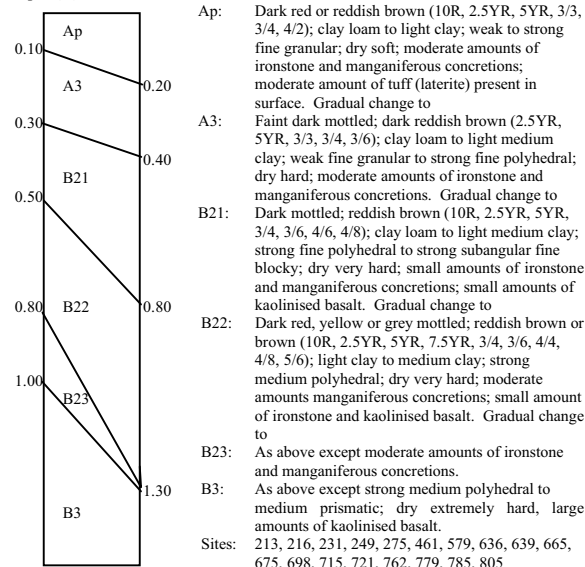 Ap
0.10
A3
0.20
0.30
0.40
B21
0.50
0.80
B22
0.80
1.00
B23
1.30
B3
Ap: Dark red or reddish brown (10R, 2.5YR, 5YR, 3/3,
3/4, 4/2); clay loam to light clay; weak to strong
fine granular; dry soft; moderate amounts of
ironstone and manganiferous concretions;
moderate amount of tuff (laterite) present in
surface. Gradual change to
A3: Faint dark mottled; dark reddish brown (2.5YR,
5YR, 3/3, 3/4, 3/6); clay loam to light medium
clay; weak fine granular to strong fine polyhedral;
dry hard; moderate amounts of ironstone and
manganiferous concretions. Gradual change to
B21: Dark mottled; reddish brown (10R, 2.5YR, 5YR,
3/4, 3/6, 4/6, 4/8); clay loam to light medium clay;
strong fine polyhedral to strong subangular fine
blocky; dry very hard; small amounts of ironstone
and manganiferous concretions; small amounts of
kaolinised basalt. Gradual change to
B22: Dark red, yellow or grey mottled; reddish brown or
brown (10R, 2.5YR, 5YR, 7.5YR, 3/4, 3/6, 4/4,
4/8, 5/6); light clay to medium clay; strong
medium polyhedral; dry very hard; moderate
amounts manganiferous concretions; small amount
of ironstone and kaolinised basalt. Gradual change
to
B23: As above except moderate amounts of ironstone
and manganiferous concretions.
B3: As above except strong medium polyhedral to
medium prismatic; dry extremely hard, large
amounts of kaolinised basalt.
Sites: 213, 216, 231, 249, 275, 461, 579, 636, 639, 665,
675, 698, 715, 721, 762, 779, 785, 805